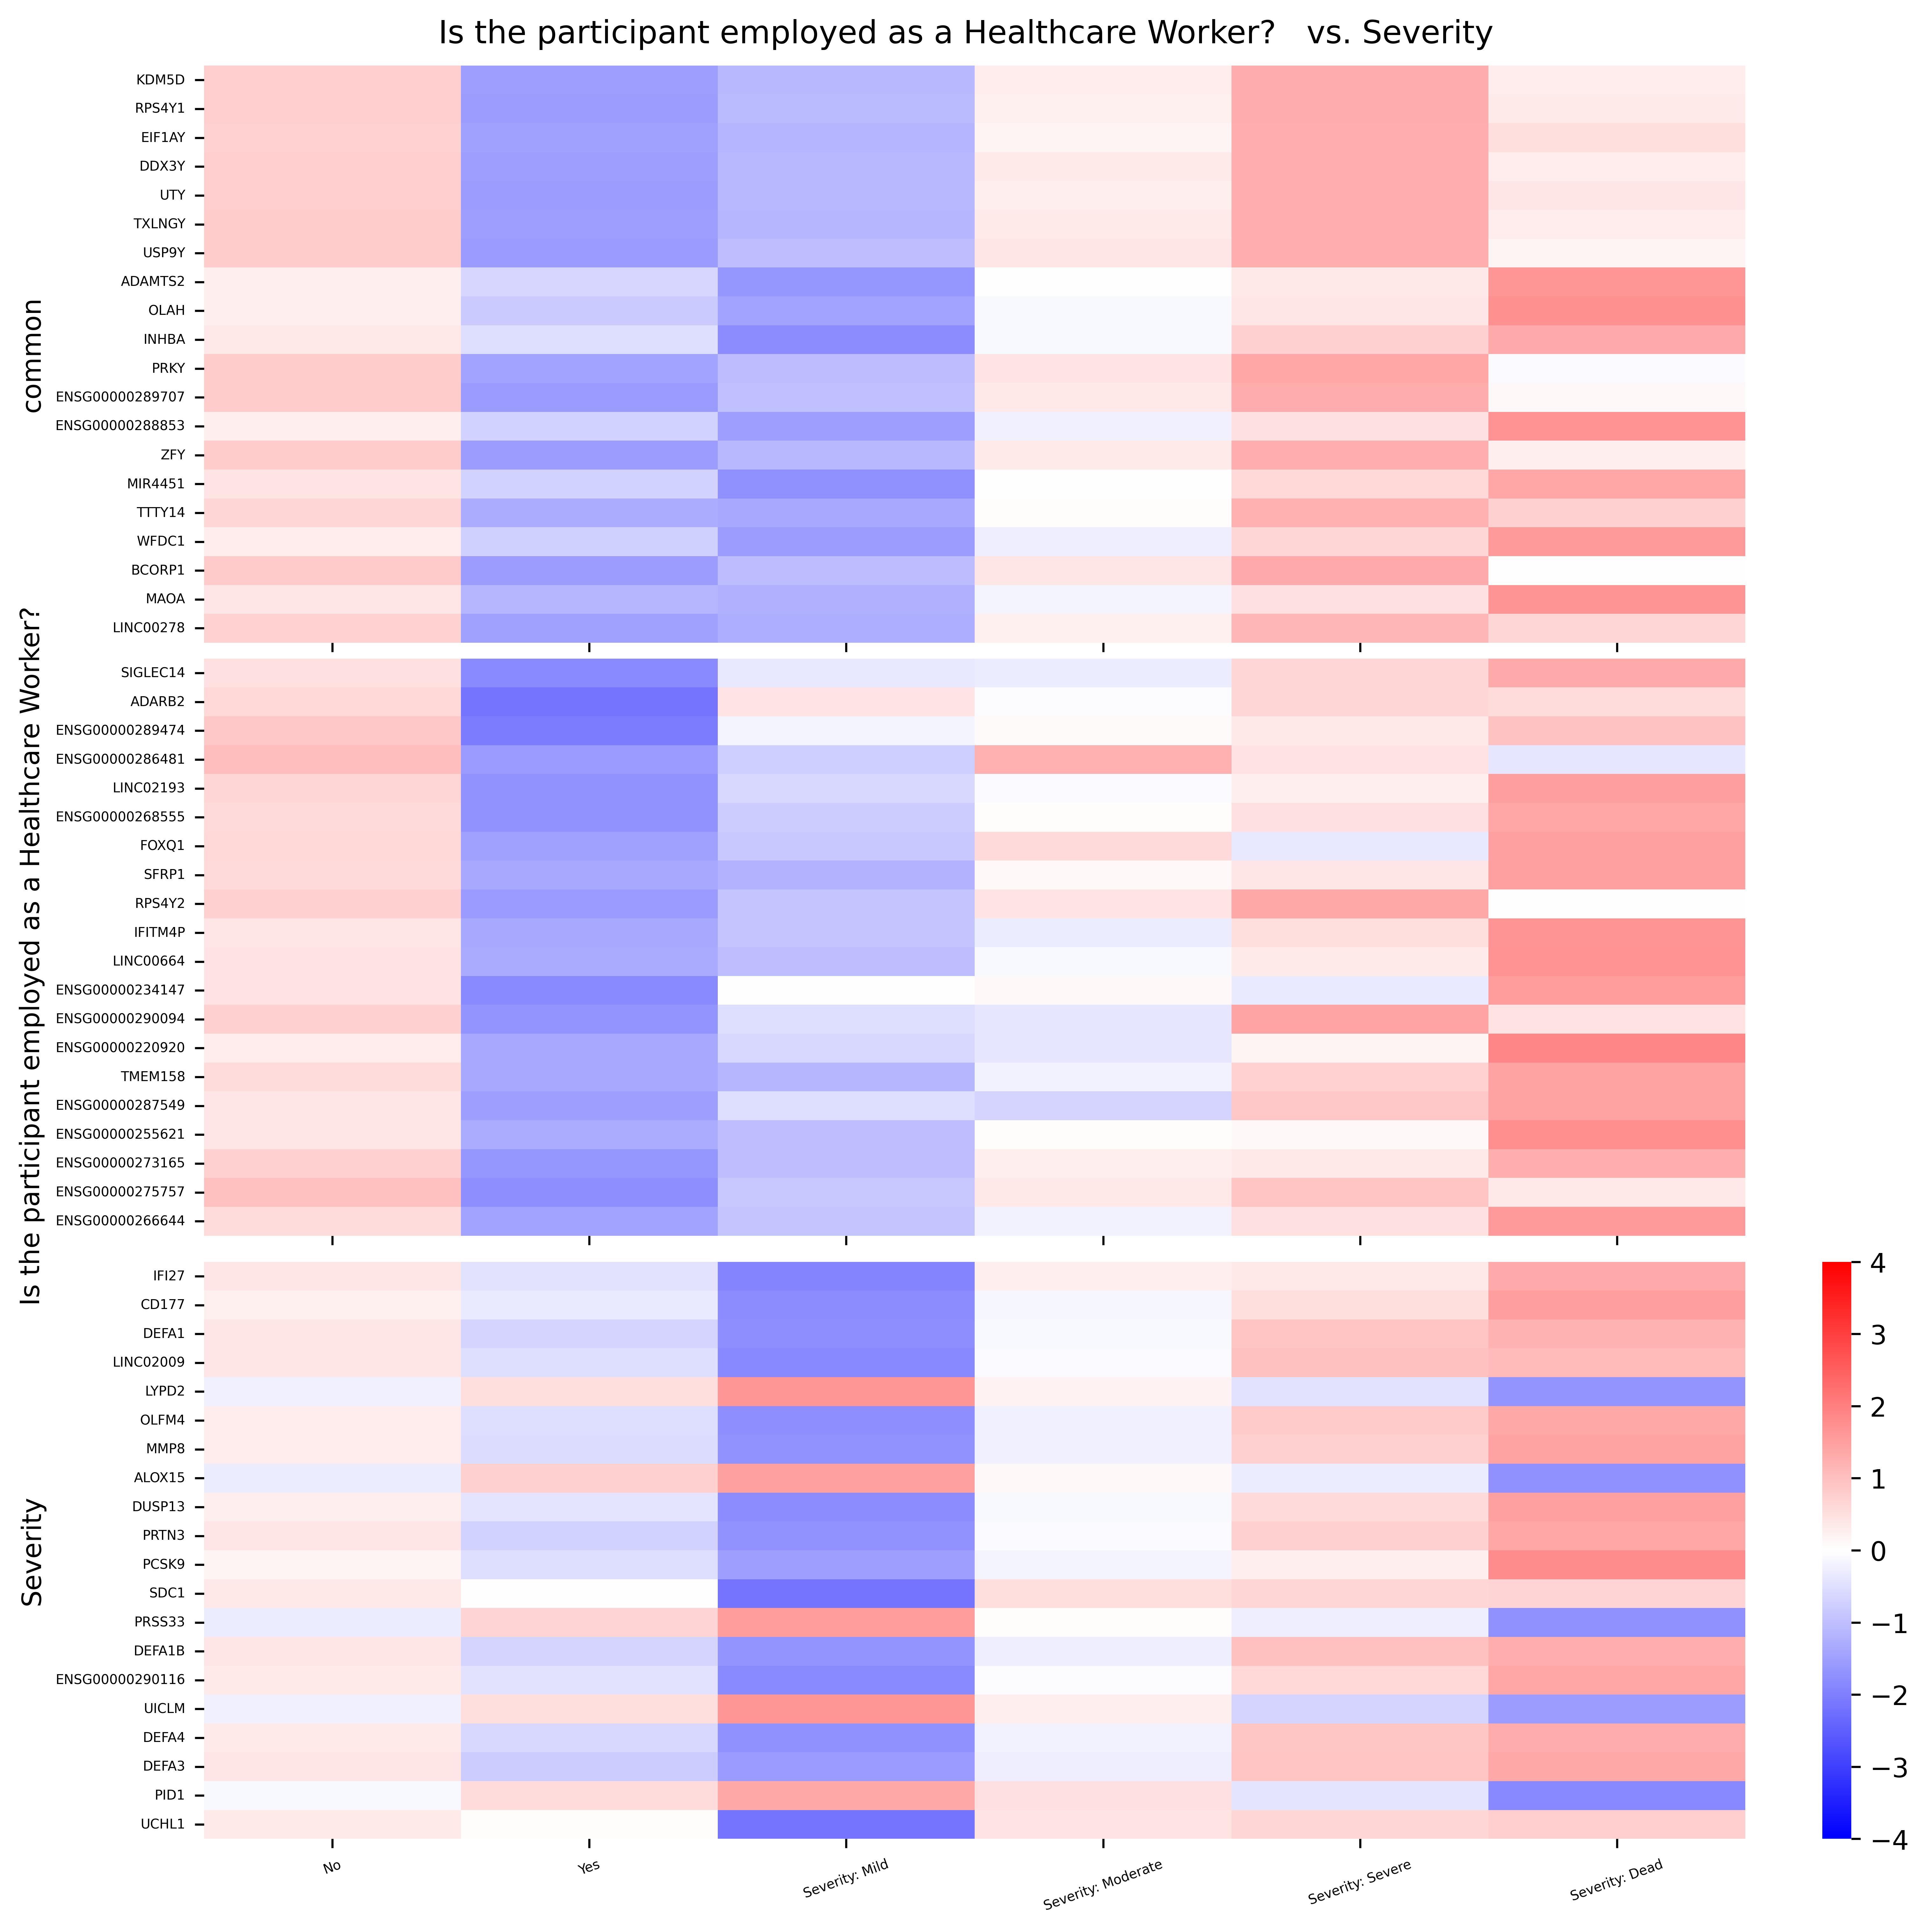 Is the participant employed as a Healthcare Worker?   vs. Severity
common
KDM5D
RPS4Y1
EIF1AY
DDX3Y
UTY
TXLNGY
USP9Y
ADAMTS2
OLAH
INHBA
PRKY
ENSG00000289707
ENSG00000288853
ZFY
MIR4451
TTTY14
WFDC1
BCORP1
MAOA
LINC00278
Is the participant employed as a Healthcare Worker?
SIGLEC14
ADARB2
ENSG00000289474
ENSG00000286481
LINC02193
ENSG00000268555
FOXQ1
SFRP1
RPS4Y2
IFITM4P
LINC00664
ENSG00000234147
ENSG00000290094
ENSG00000220920
TMEM158
ENSG00000287549
ENSG00000255621
ENSG00000273165
ENSG00000275757
ENSG00000266644
Severity
IFI27
CD177
DEFA1
LINC02009
LYPD2
OLFM4
MMP8
ALOX15
DUSP13
PRTN3
PCSK9
SDC1
PRSS33
DEFA1B
ENSG00000290116
UICLM
DEFA4
DEFA3
PID1
UCHL1
No
Yes
Severity: Mild
Severity: Moderate
Severity: Severe
Severity: Dead
4
3
2
1
0
−1
−2
−3
−4